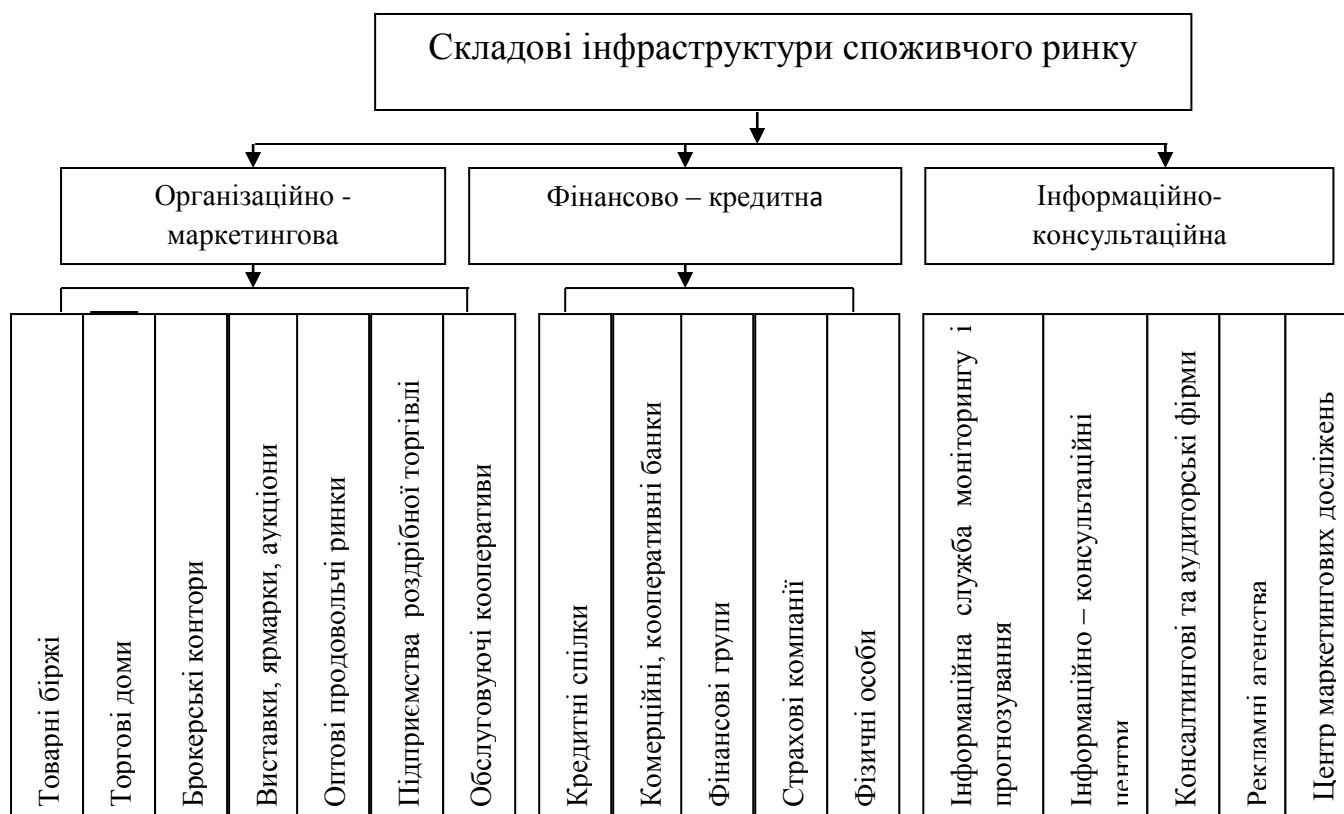 Складові інфраструктури споживчого ринку
Організаційно -
маркетингова
Фінансово – кредитна
Інформаційно-
консультаційна
Товарні біржі
Торгові доми
Брокерські контори
Виставки, ярмарки, аукціони
Оптові продовольчі ринки
Підприємства роздрібної торгівлі
Обслуговуючі кооперативи
Кредитні спілки
Комерційні, кооперативні банки
Фінансові групи
Страхові компанії
Фізичні особи
Інформаційна служба моніторингу і
прогнозування
Інформаційно – консультаційні
центри
Консалтингові та аудиторські фірми
Рекламні агенства
Центр маркетингових досліжень